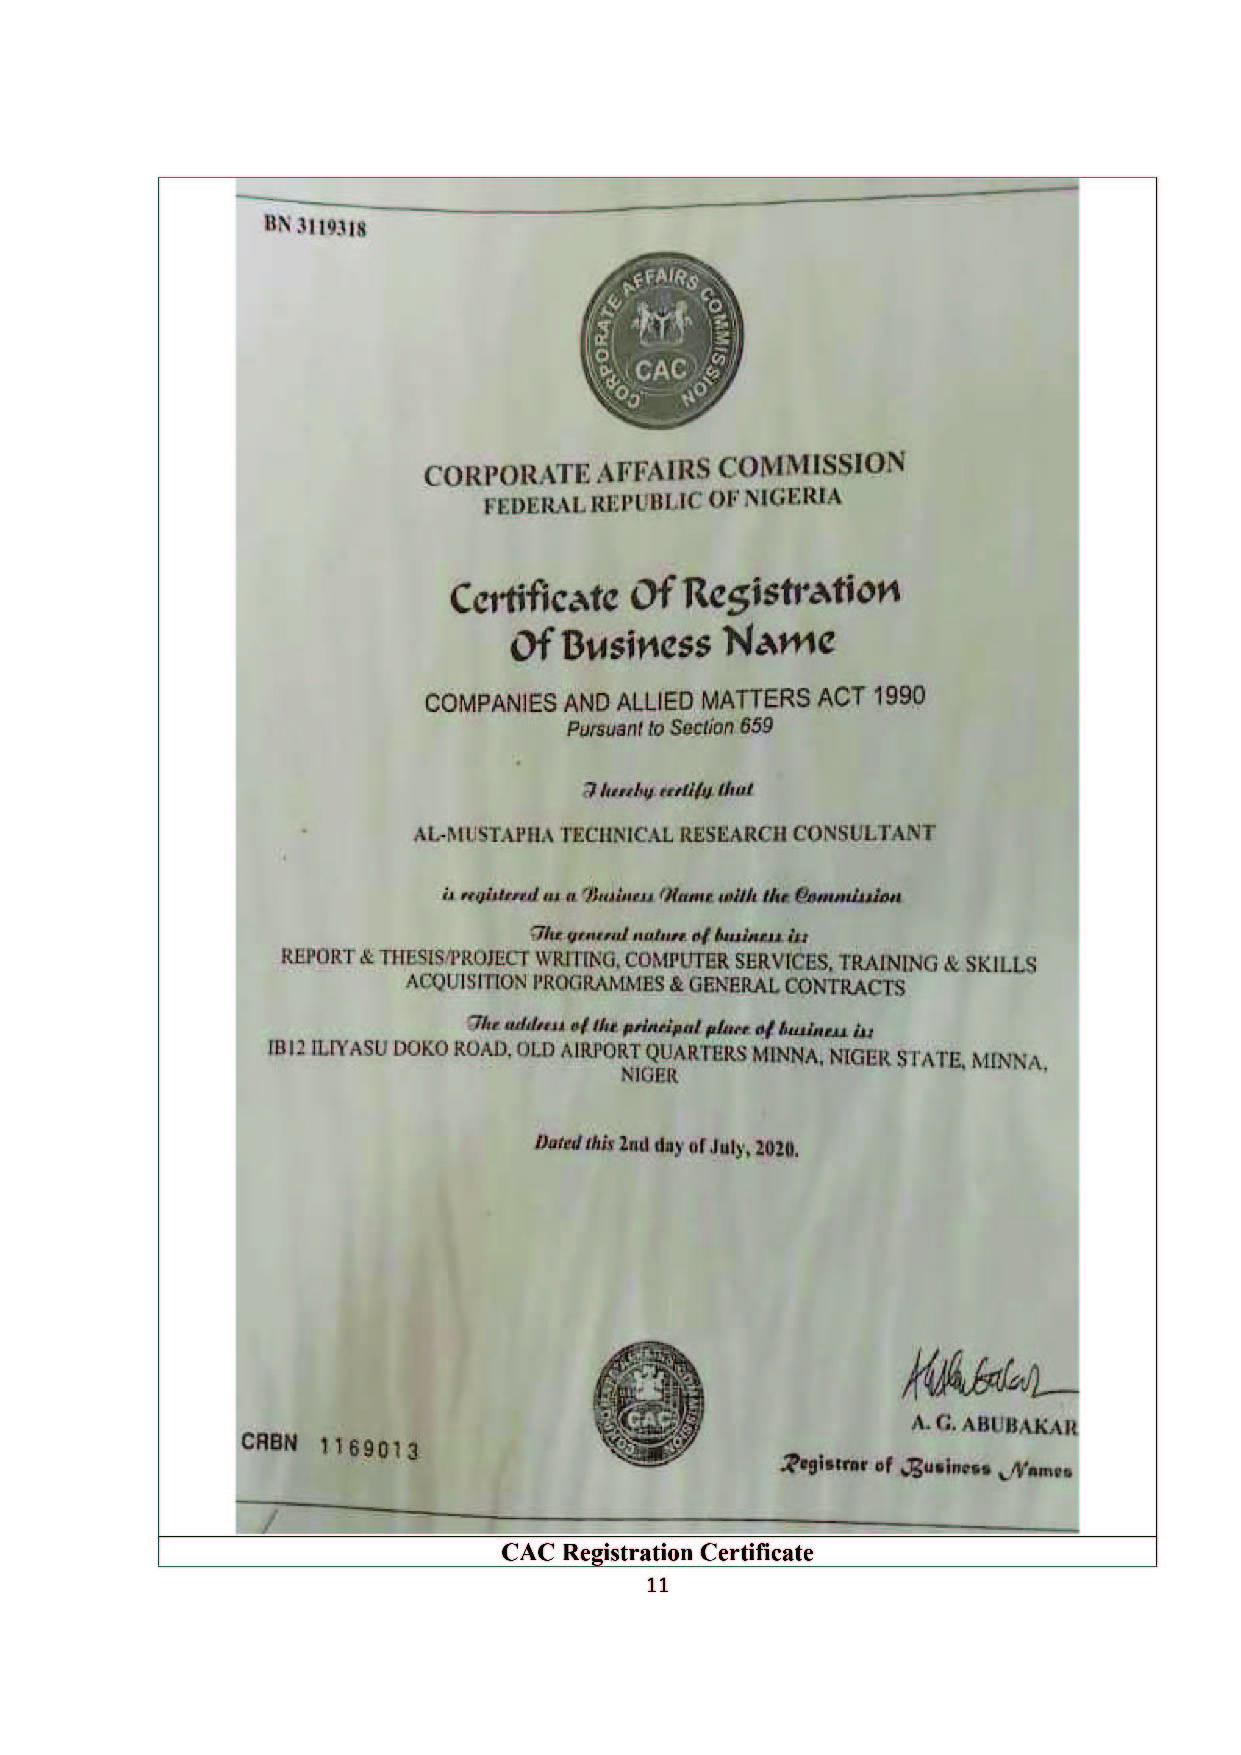 BN 3119318
CORPORATE AFFAIRS COMMISSION
CAC
CORPORATE AFFAIRS COMMISSION
FEDERAL REPUBLIC OF NIGERIA
Certificate Of Registration
Of Business Name
COMPANIES AND ALLIED MATTERS ACT 1990
Pursuant to Section 659
I hereby certify that
AL-MUSTAPHA TECHNICAL RESEARCH CONSULTANT
is registered as a Business Name with the Commission
The general nature of business is:
REPORT & THESIS/PROJECT WRITING, COMPUTER SERVICES, TRAINING & SKILLS
ACQUISITION PROGRAMMES & GENERAL CONTRACTS
The address of the principal place of business is:
IB12 ILIYASU DOKO ROAD, OLD AIRPORT QUARTERS MINNA, NIGER STATE, MINNA,
NIGER
Dated this 2nd day of July, 2020.
CAC
A. G. ABUBAKAR
CRBN 1169013
Registrar of Business Names
CAC Registration Certificate
11